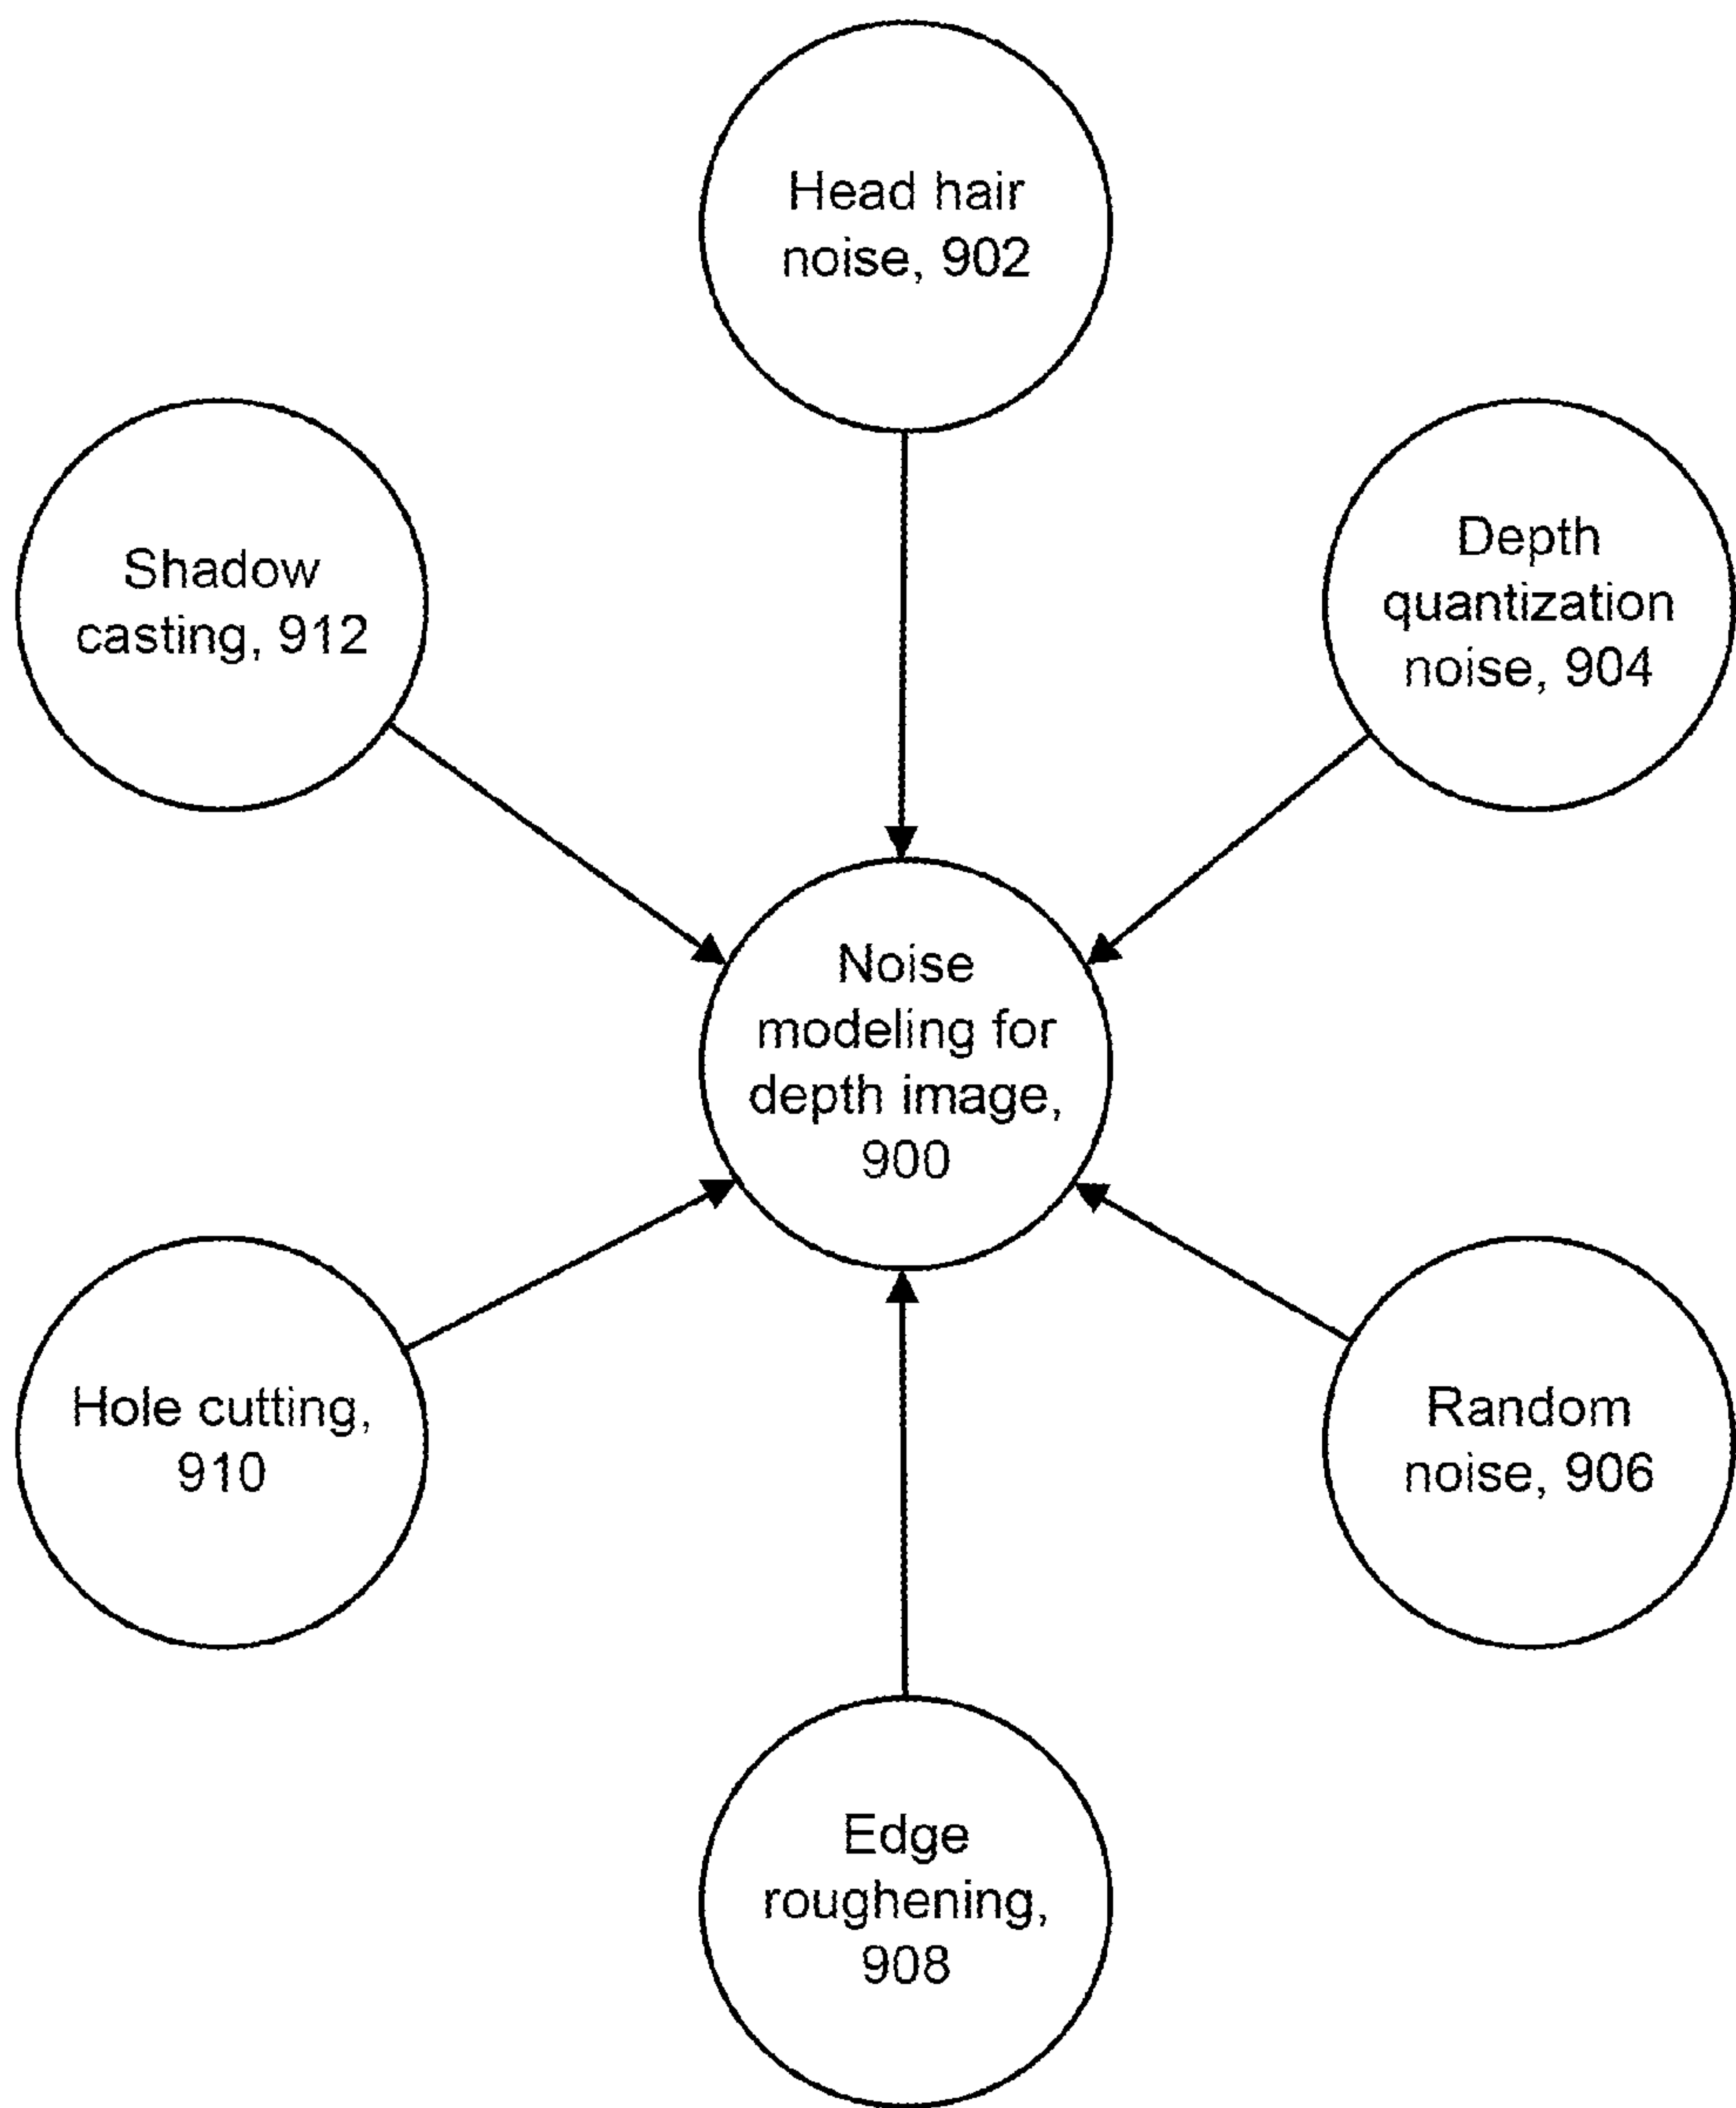 Head hair
noise, 902
Shadow
casting, 912
Depth
quantization
noise, 904
Noise
modeling for
depth image,
900
Hole cutting,
910
Random
noise, 906
Edge
roughening,
908